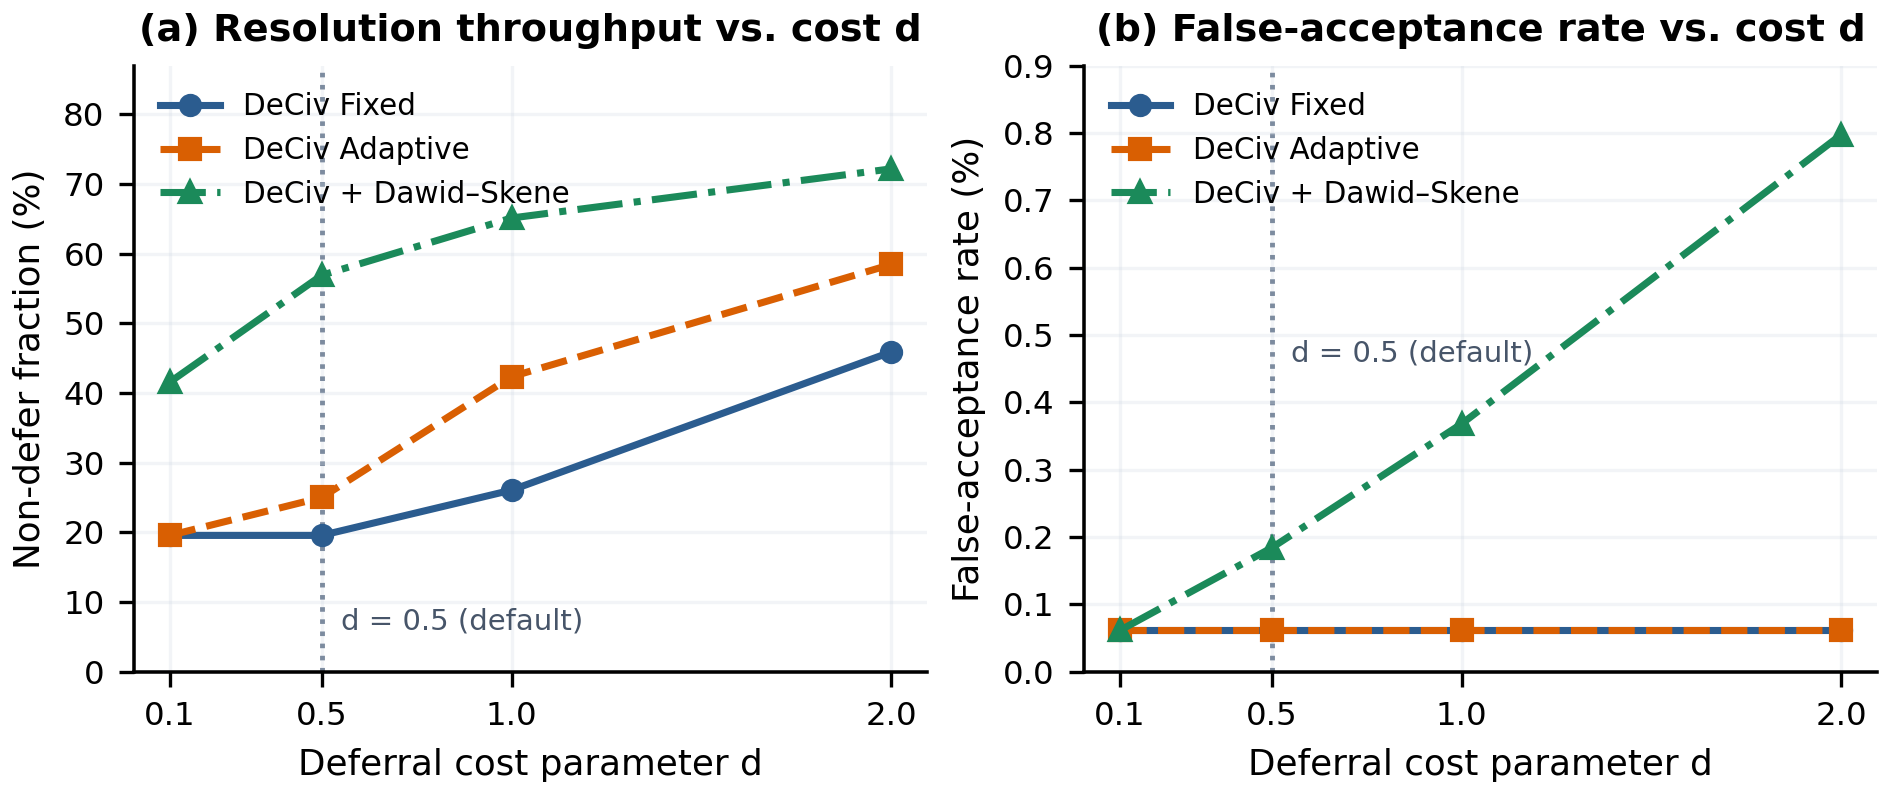 (a) Resolution throughput vs. cost d
Non-defer fraction (%)
80
70
60
50
40
30
20
10
0
DeCiv Fixed
DeCiv Adaptive
DeCiv + Dawid–Skene
d = 0.5 (default)
0.1 0.5 1.0 2.0
Deferral cost parameter d
(b) False-acceptance rate vs. cost d
False-acceptance rate (%)
0.9
0.8
0.7
0.6
0.5
0.4
0.3
0.2
0.1
0.0
DeCiv Fixed
DeCiv Adaptive
DeCiv + Dawid–Skene
d = 0.5 (default)
0.1 0.5 1.0 2.0
Deferral cost parameter d